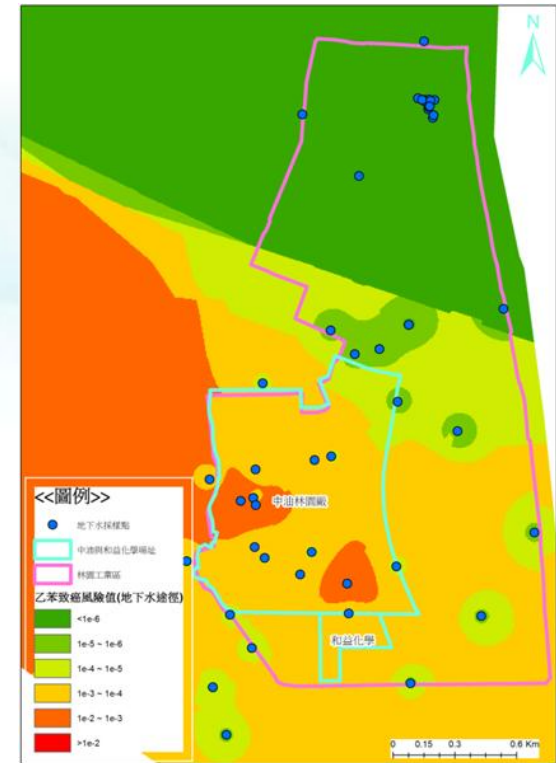 N
中油林園廠
和益化學
<<圖例>>
地下水採樣點
中油與和益化學場址
林園工業區
乙苯致癌風險值(地下水途徑)
<1e-6
1e-5 ~ 1e-6
1e-4 ~ 1e-5
1e-3 ~ 1e-4
1e-2 ~ 1e-3
>1e-2
0 0.15 0.3 0.6 Km